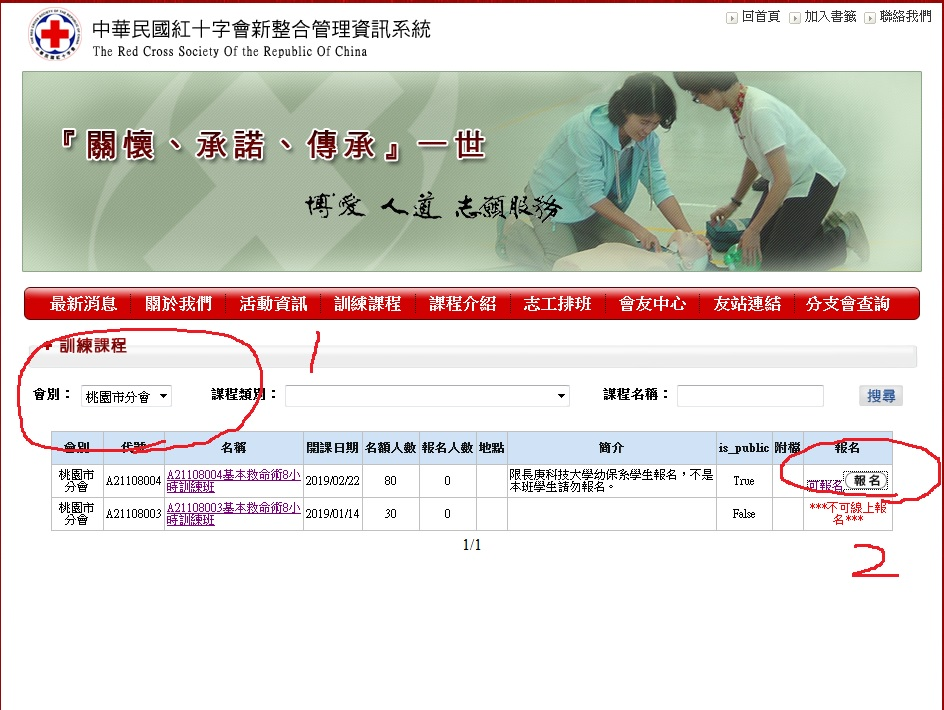 中華民國紅十字會新整合管理資訊系統
The Red Cross Society Of the Republic Of China
回首頁 加入書籤 聯絡我們
『關懷、承諾、傳承』一世
博愛 人道 志願服務
最新消息 關於我們 活動資訊 訓練課程 課程介紹 志工排班 會友中心 友站連結 分支會查詢
1
訓練課程
會別： 桃園市分會 課程類別： 課程名稱： 搜尋
會別 代號 名稱 開課日期 名額人數 報名人數 地點 簡介 is_public 附檔 報名
桃園市分會 A21108004 A21108004基本救命術8小時訓練班 2019/02/22 80 0 限長庚科技大學幼保系學生報名，不是本班學生請勿報名。 True 可報名 報名
桃園市分會 A21108003 A21108003基本救命術8小時訓練班 2019/01/14 30 0 False ***不可線上報名***
1/1
2